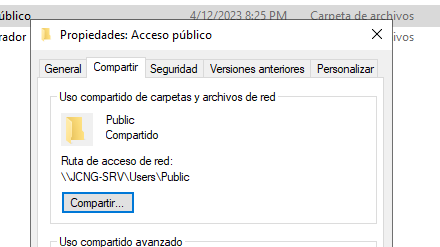 úblico 4/12/2023 8:25 PM Carpeta de archivos
Propiedades: Acceso público
General Compartir Seguridad Versiones anteriores Personalizar
Uso compartido de carpetas y archivos de red
Public
Compartido
Ruta de acceso de red:
\\JCNG-SRV\Users\Public
Compartir...
Uso compartido avanzado